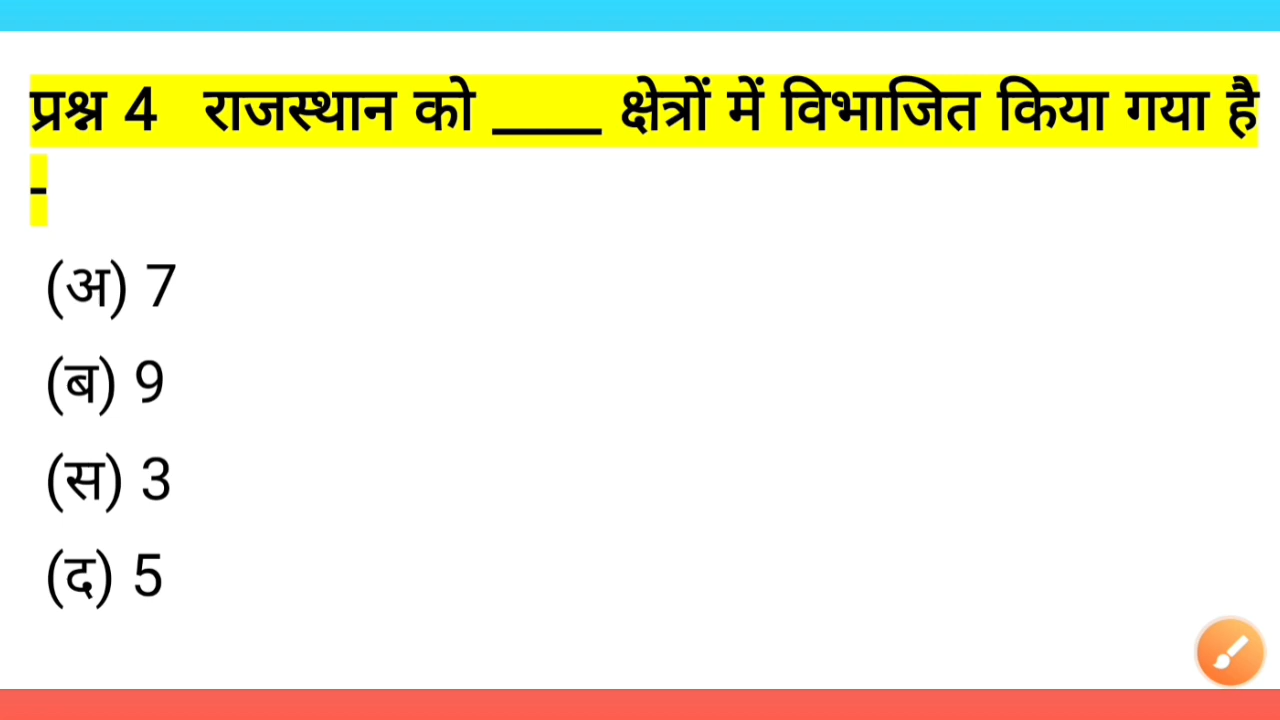 प्रश्न 4 राजस्थान को ____ क्षेत्रों में विभाजित किया गया है
-
(अ) 7
(ब) 9
(स) 3
(द) 5